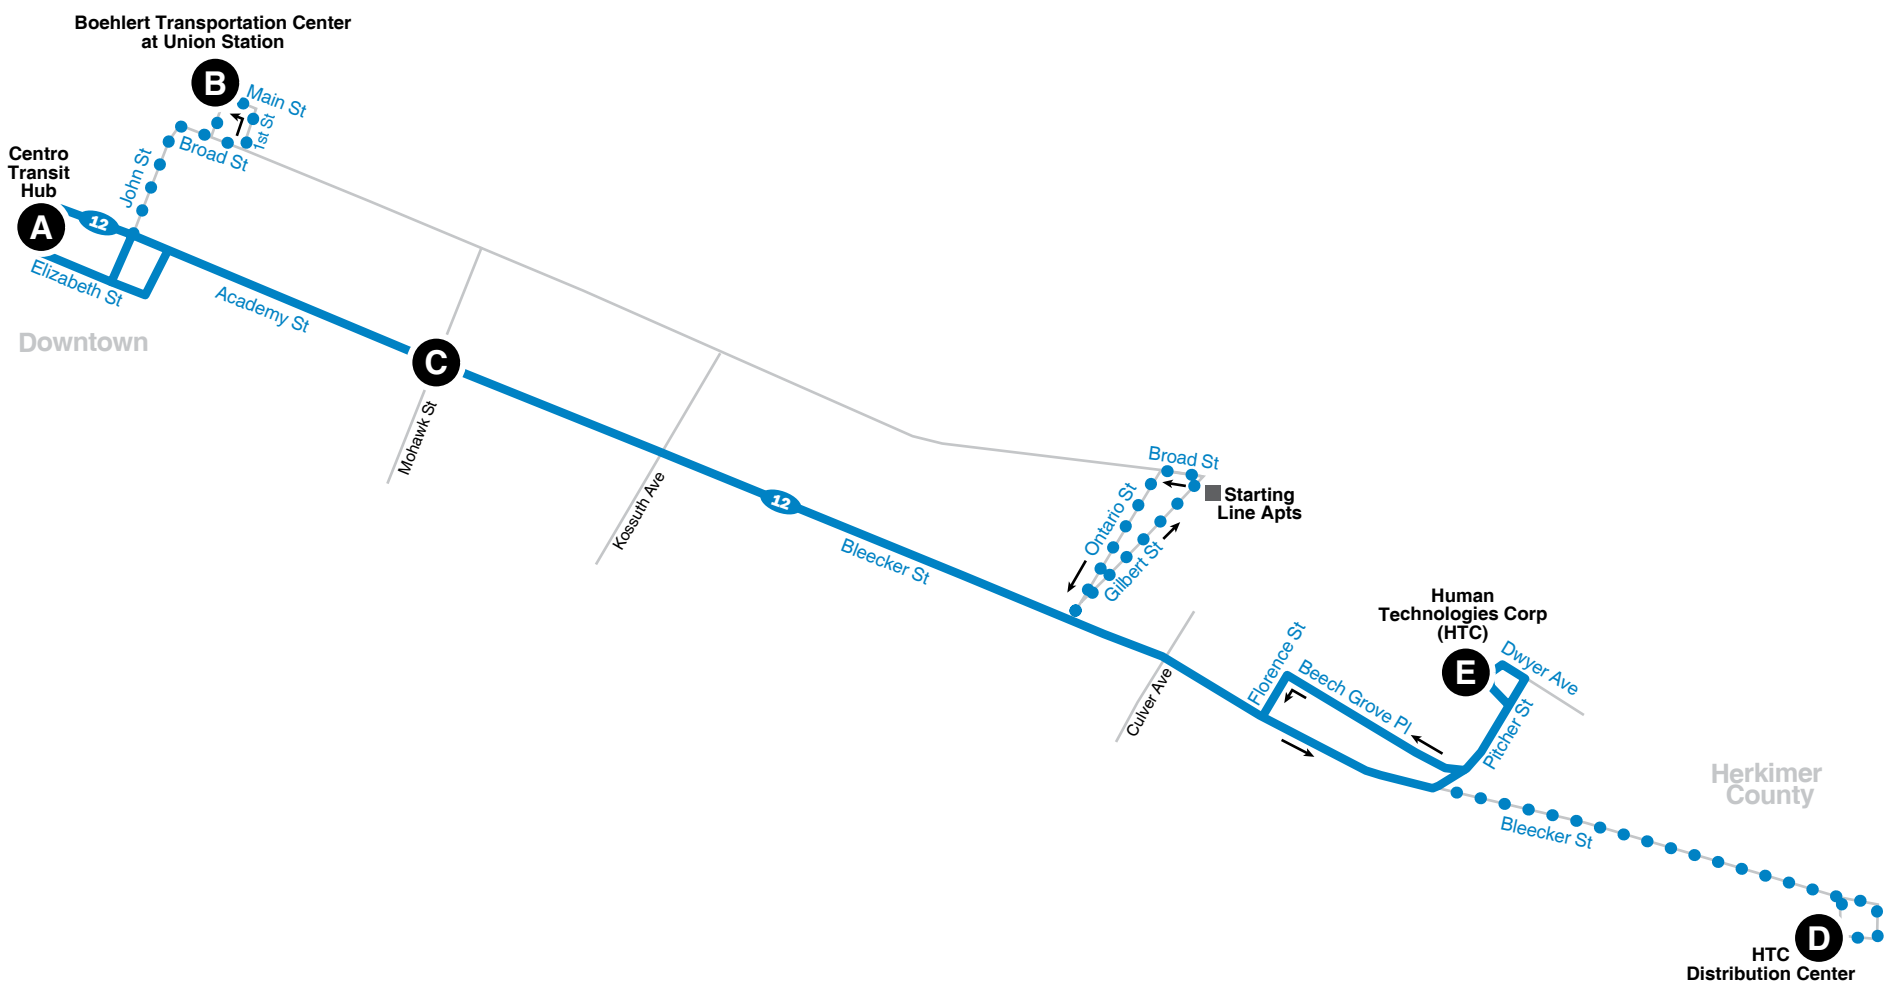 Boehlert Transportation Center
at Union Station
B
Main St
1st St
Broad St
John St
Centro
Transit
Hub
A
12
Elizabeth St
Academy St
Downtown
C
Mohawk St
Kossuth Ave
12
Bleecker St
Broad St
Starting
Line Apts
Ontario St
Gilbert St
Culver Ave
Human
Technologies Corp
(HTC)
E
Dwyer Ave
Florence St
Beech Grove Pl
Pitcher St
Herkimer
County
Bleecker St
D
HTC
Distribution Center